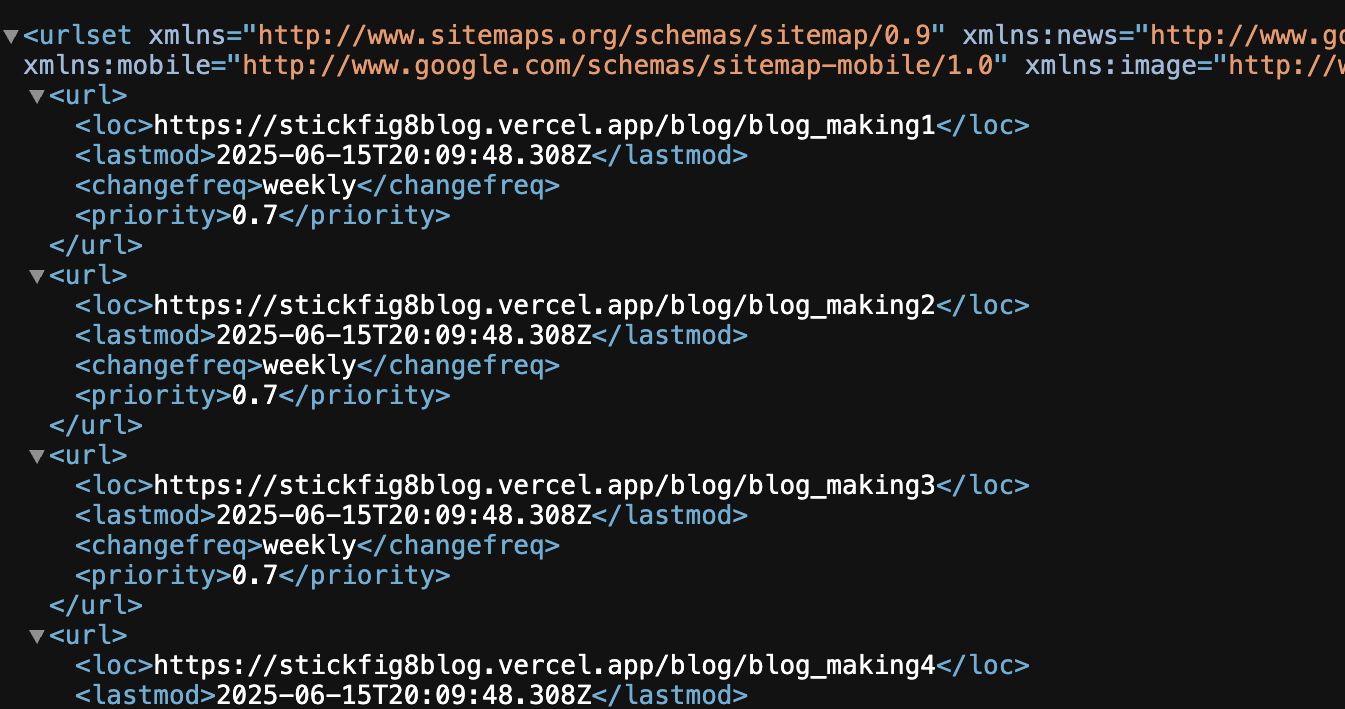 <urlset xmlns="http://www.sitemaps.org/schemas/sitemap/0.9" xmlns:news="http://www.go
xmlns:mobile="http://www.google.com/schemas/sitemap-mobile/1.0" xmlns:image="http://w
<url>
<loc>https://stickfig8blog.vercel.app/blog/blog_making1</loc>
<lastmod>2025-06-15T20:09:48.308Z</lastmod>
<changefreq>weekly</changefreq>
<priority>0.7</priority>
</url>
<url>
<loc>https://stickfig8blog.vercel.app/blog/blog_making2</loc>
<lastmod>2025-06-15T20:09:48.308Z</lastmod>
<changefreq>weekly</changefreq>
<priority>0.7</priority>
</url>
<url>
<loc>https://stickfig8blog.vercel.app/blog/blog_making3</loc>
<lastmod>2025-06-15T20:09:48.308Z</lastmod>
<changefreq>weekly</changefreq>
<priority>0.7</priority>
</url>
<url>
<loc>https://stickfig8blog.vercel.app/blog/blog_making4</loc>
<lastmod>2025-06-15T20:09:48.308Z</lastmod>